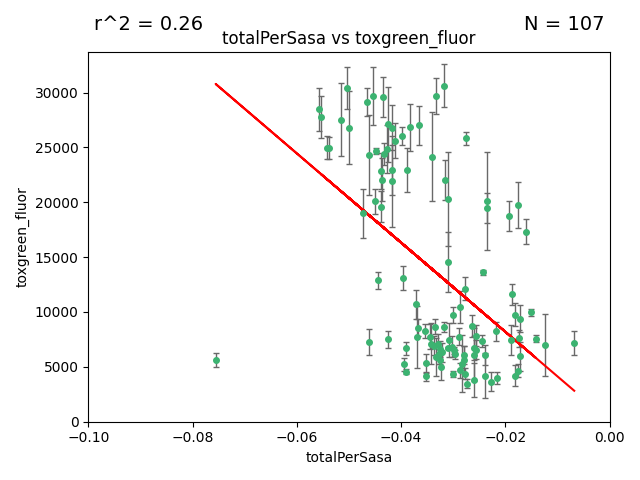 r^2 = 0.26
N = 107
totalPerSasa vs toxgreen_fluor
toxgreen_fluor
30000
25000
20000
15000
10000
5000
0
−0.10
−0.08
−0.06
−0.04
−0.02
0.00
totalPerSasa